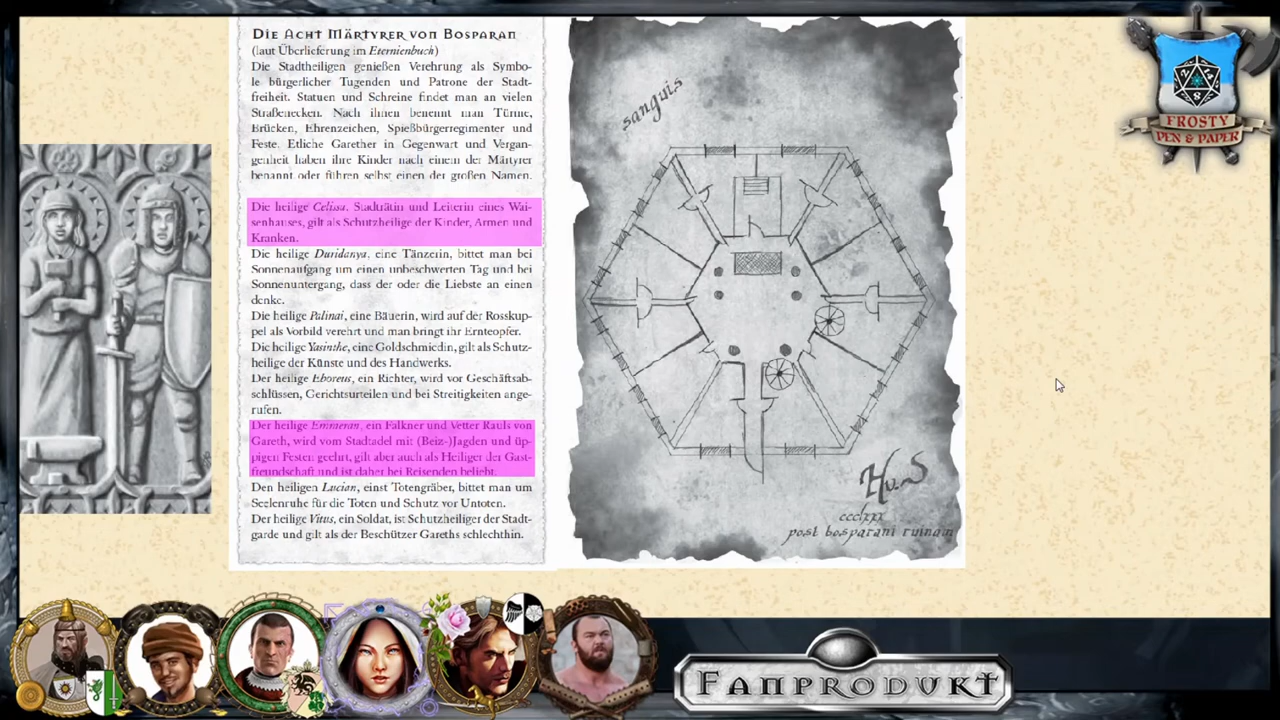 Die Acht Märtyrer von Bosparan
(laut Überlieferung im Eternienbuch)
Die Stadtheiligen genießen Verehrung als Symbo-
le bürgerlicher Tugenden und Patrone der Stadt-
freiheit. Statuen und Schreine findet man an vielen
Straßenecken. Nach ihnen benennt man Türme,
Brücken, Ehrenzeichen, Spießbürgerregimenter und
Feste. Etliche Garether in Gegenwart und Vergan-
genheit haben ihre Kinder nach einem der Märtyrer
benannt oder führen selbst einen der großen Namen.
Die heilige Celissa, Stadträtin und Leiterin eines Wai-
senhauses, gilt als Schutzheilige der Kinder, Armen und
Kranken.
Die heilige Duridanya, eine Tänzerin, bittet man bei
Sonnenaufgang um einen unbeschwerten Tag und bei
Sonnenuntergang, dass der oder die Liebste an einen
denke.
Die heilige Palinai, eine Bäuerin, wird auf der Rosskup-
pel als Vorbild verehrt und man bringt ihr Ernteopfer.
Die heilige Yasinthe, eine Goldschmiedin, gilt als Schutz-
heilige der Künste und des Handwerks.
Der heilige Eboreus, ein Richter, wird vor Geschäftsab-
schlüssen, Gerichtsurteilen und bei Streitigkeiten ange-
rufen.
Der heilige Emmeran, ein Falkner und Vetter Rauls von
Gareth, wird vom Stadtadel mit (Beiz-)Jagden und üp-
pigen Festen geehrt, gilt aber auch als Heiliger der Gast-
freundschaft und ist daher bei Reisenden beliebt.
Den heiligen Lucian, einst Totengräber, bittet man um
Seelenruhe für die Toten und Schutz vor Untoten.
Der heilige Vitus, ein Soldat, ist Schutzheiliger der Stadt-
garde und gilt als der Beschützer Gareths schlechthin.
sanguis
H.v.S
ccclxx
post bosparani ruinam
FROSTY
PEN & PAPER
FANPRODUKT